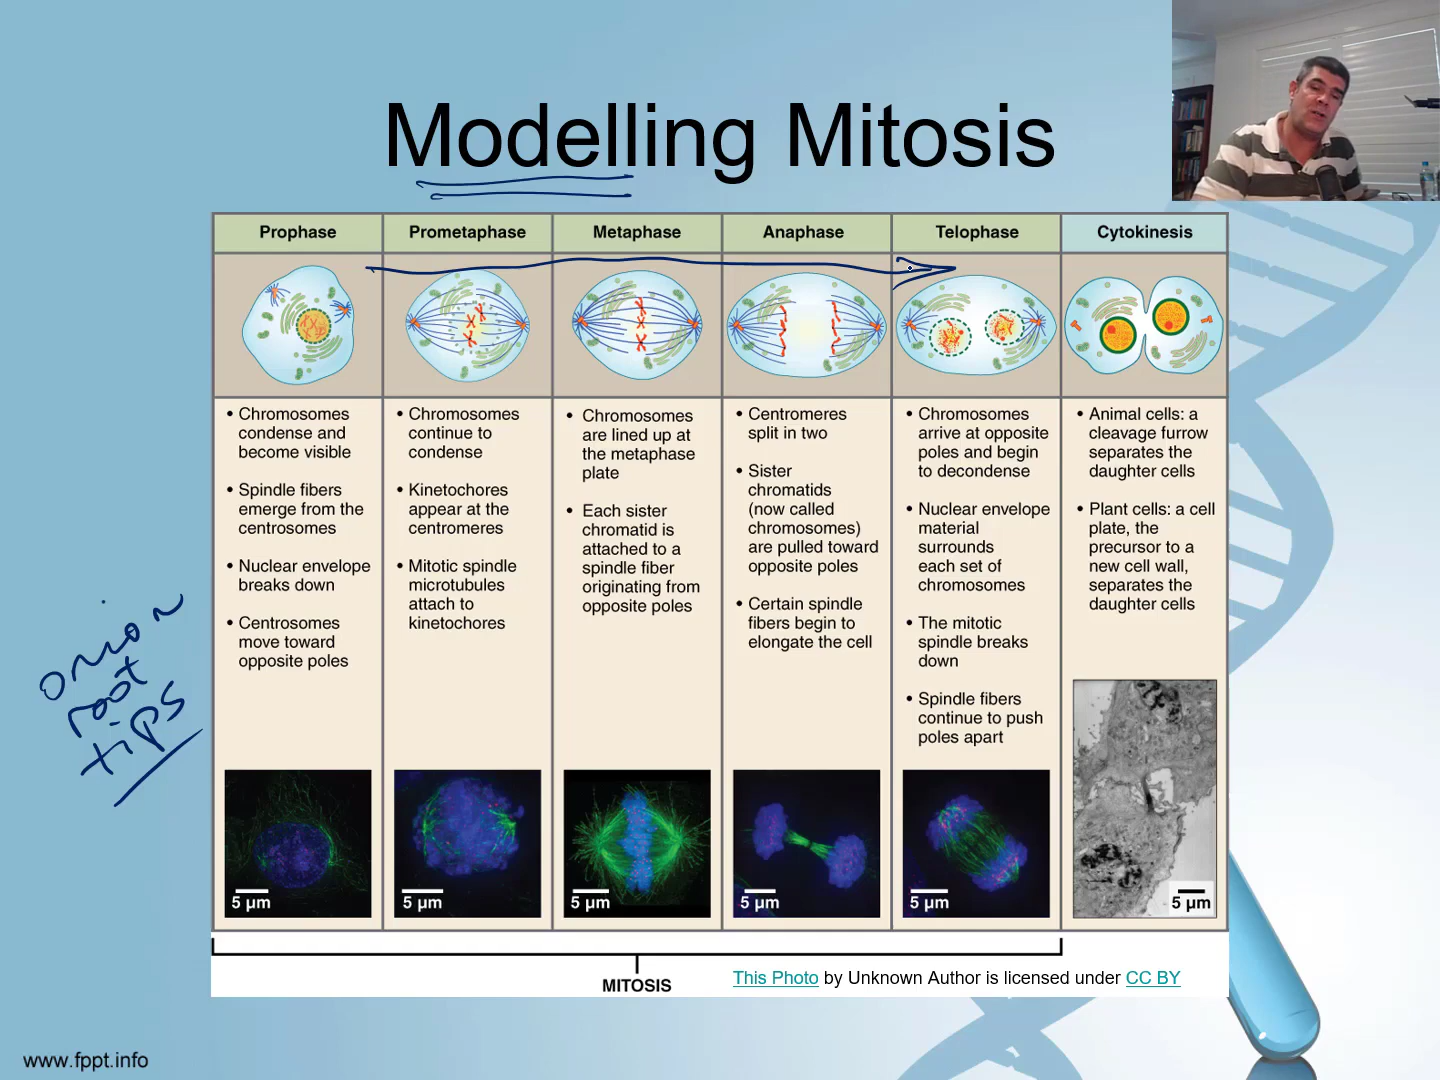 Modelling Mitosis
Prophase
Prometaphase
Metaphase
Anaphase
Telophase
Cytokinesis
• Chromosomes
condense and
become visible
• Spindle fibers
emerge from the
centrosomes
• Nuclear envelope
breaks down
• Centrosomes
move toward
opposite poles
• Chromosomes
continue to
condense
• Kinetochores
appear at the
centromeres
• Mitotic spindle
microtubules
attach to
kinetochores
• Chromosomes
are lined up at
the metaphase
plate
• Each sister
chromatid is
attached to a
spindle fiber
originating from
opposite poles
• Centromeres
split in two
• Sister
chromatids
(now called
chromosomes)
are pulled toward
opposite poles
• Certain spindle
fibers begin to
elongate the cell
• Chromosomes
arrive at opposite
poles and begin
to decondense
• Nuclear envelope
material
surrounds
each set of
chromosomes
• The mitotic
spindle breaks
down
• Spindle fibers
continue to push
poles apart
• Animal cells: a
cleavage furrow
separates the
daughter cells
• Plant cells: a cell
plate, the
precursor to a
new cell wall,
separates the
daughter cells
onion
root
tips
5 µm
5 µm
5 µm
5 µm
5 µm
5 µm
MITOSIS
This Photo by Unknown Author is licensed under CC BY
www.fppt.info